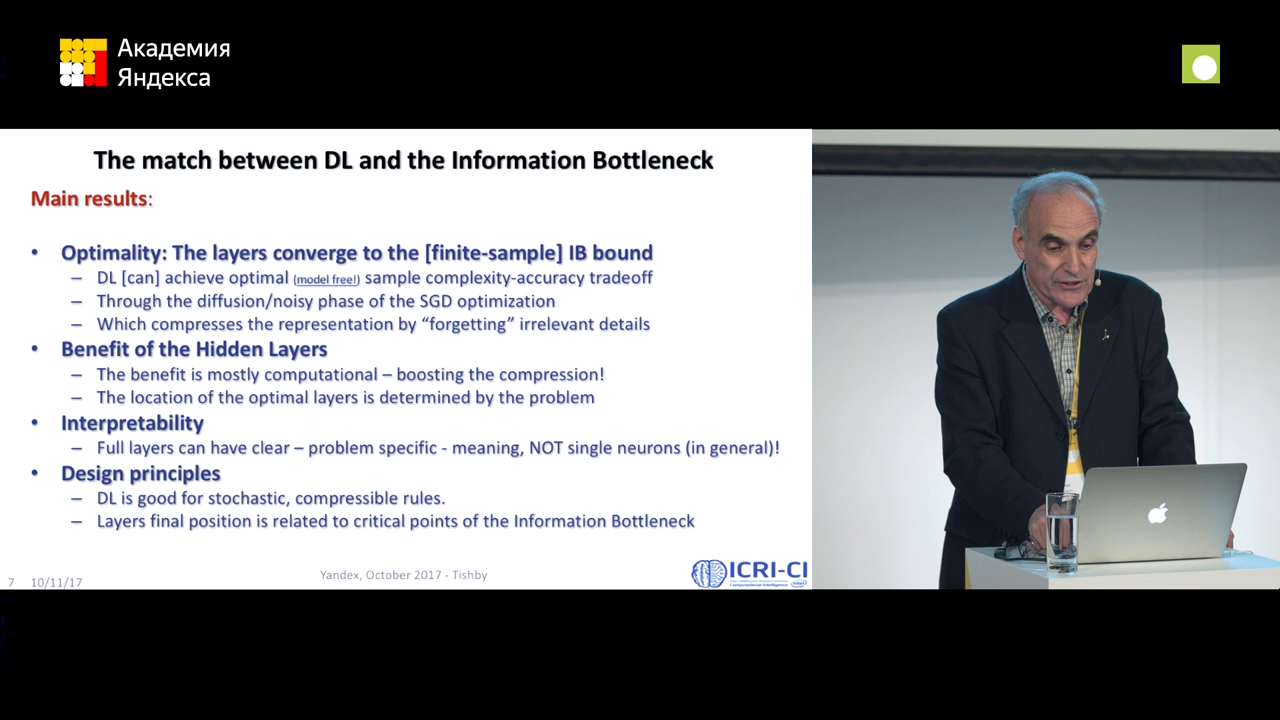 Академия
Яндекса
The match between DL and the Information Bottleneck
Main results:
• Optimality: The layers converge to the [finite-sample] IB bound
– DL [can] achieve optimal (model free!) sample complexity-accuracy tradeoff
– Through the diffusion/noisy phase of the SGD optimization
– Which compresses the representation by “forgetting” irrelevant details
• Benefit of the Hidden Layers
– The benefit is mostly computational – boosting the compression!
– The location of the optimal layers is determined by the problem
• Interpretability
– Full layers can have clear – problem specific - meaning, NOT single neurons (in general)!
• Design principles
– DL is good for stochastic, compressible rules.
– Layers final position is related to critical points of the Information Bottleneck
7 10/11/17
Yandex, October 2017 - Tishby
ICRI-CI